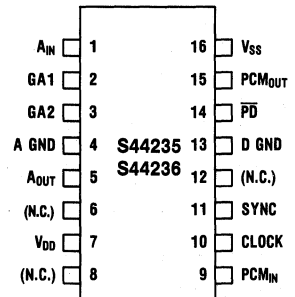 A_IN 1 16 V_SS
GA1 2 15 PCM_OUT
GA2 3 14 P̅D̅
A GND 4 S44235 13 D GND
A_OUT 5 S44236 12 (N.C.)
(N.C.) 6 11 SYNC
V_DD 7 10 CLOCK
(N.C.) 8 9 PCM_IN